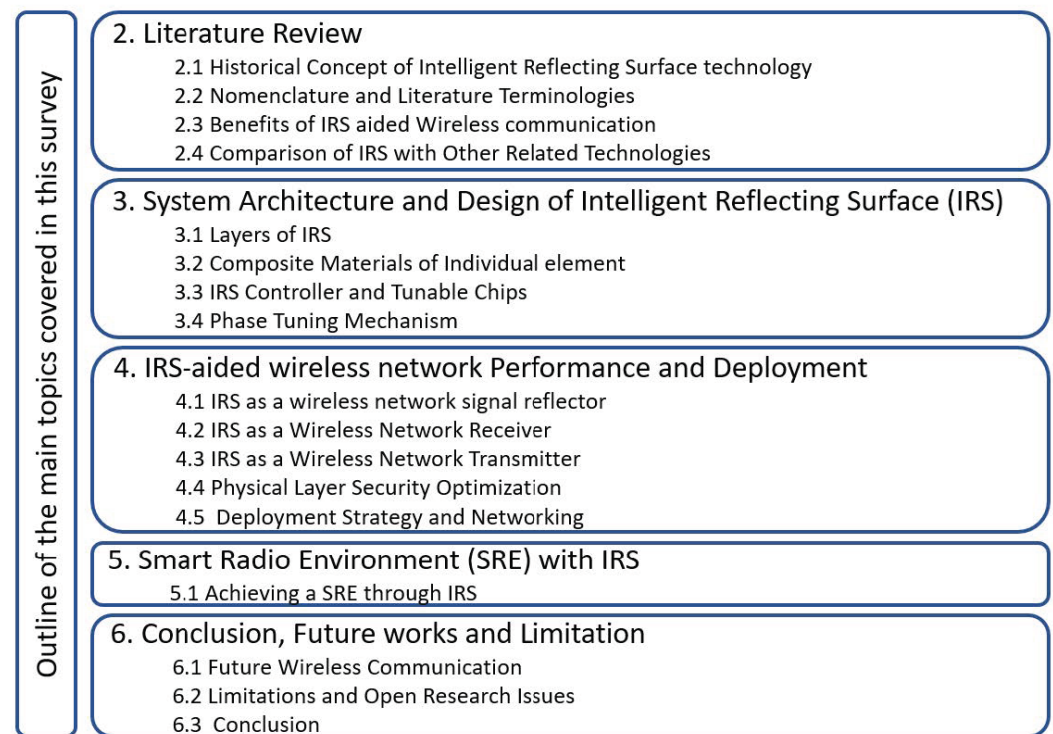 Outline of the main topics covered in this survey
2. Literature Review
2.1 Historical Concept of Intelligent Reflecting Surface technology
2.2 Nomenclature and Literature Terminologies
2.3 Benefits of IRS aided Wireless communication
2.4 Comparison of IRS with Other Related Technologies
3. System Architecture and Design of Intelligent Reflecting Surface (IRS)
3.1 Layers of IRS
3.2 Composite Materials of Individual element
3.3 IRS Controller and Tunable Chips
3.4 Phase Tuning Mechanism
4. IRS-aided wireless network Performance and Deployment
4.1 IRS as a wireless network signal reflector
4.2 IRS as a Wireless Network Receiver
4.3 IRS as a Wireless Network Transmitter
4.4 Physical Layer Security Optimization
4.5 Deployment Strategy and Networking
5. Smart Radio Environment (SRE) with IRS
5.1 Achieving a SRE through IRS
6. Conclusion, Future works and Limitation
6.1 Future Wireless Communication
6.2 Limitations and Open Research Issues
6.3 Conclusion